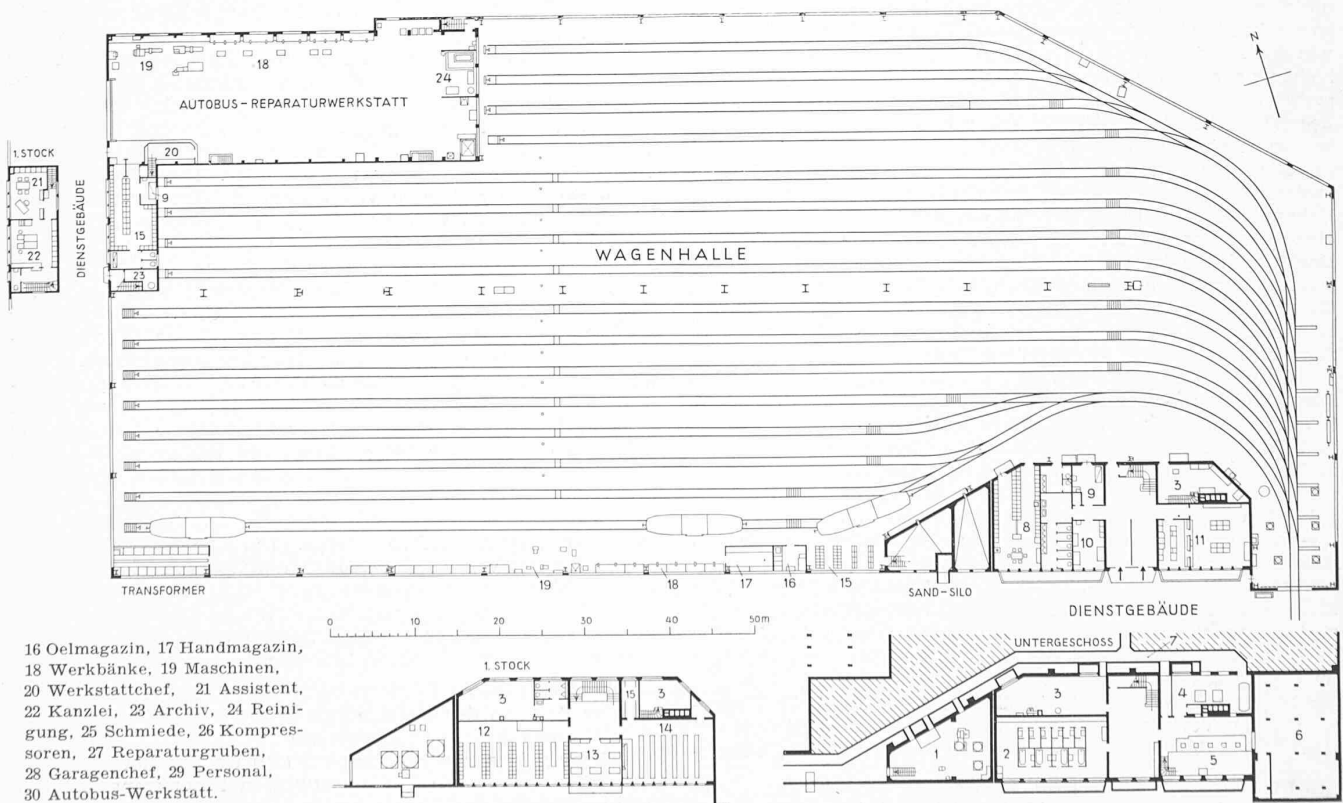 N
19
18
24
AUTOBUS-REPARATURWERKSTATT
1. STOCK
20
21
9
DIENSTGEBÄUDE
15
22
23
WAGENHALLE
3
8
9
10
11
TRANSFORMER
19
18
17
16
15
SAND-SILO
DIENSTGEBÄUDE
0 10 20 30 40 50m
16 Oelmagazin, 17 Handmagazin,
18 Werkbänke, 19 Maschinen,
20 Werkstattchef, 21 Assistent,
22 Kanzlei, 23 Archiv, 24 Reini-
gung, 25 Schmiede, 26 Kompres-
soren, 27 Reparaturgruben,
28 Garagenchef, 29 Personal,
30 Autobus-Werkstatt.
1. STOCK
3
15
3
12
13
14
UNTERGESCHOSS
7
3
4
1
2
5
6